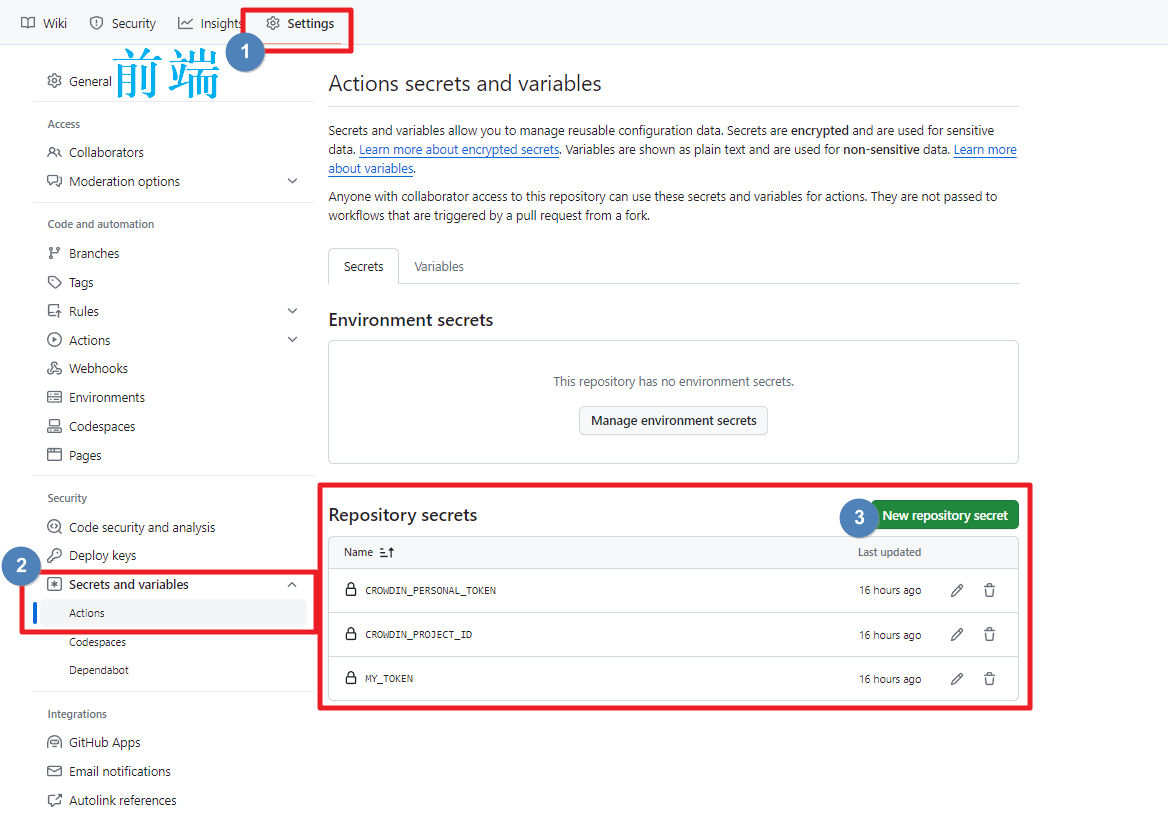 Wiki
Security
Insights
Settings
1
前端
General
Access
Collaborators
Moderation options
Code and automation
Branches
Tags
Rules
Actions
Webhooks
Environments
Codespaces
Pages
Security
Code security and analysis
Deploy keys
2
Secrets and variables
Actions
Codespaces
Dependabot
Integrations
GitHub Apps
Email notifications
Autolink references
Actions secrets and variables
Secrets and variables allow you to manage reusable configuration data. Secrets are encrypted and are used for sensitive
data. Learn more about encrypted secrets. Variables are shown as plain text and are used for non-sensitive data. Learn more
about variables.
Anyone with collaborator access to this repository can use these secrets and variables for actions. They are not passed to
workflows that are triggered by a pull request from a fork.
Secrets Variables
Environment secrets
This repository has no environment secrets.
Manage environment secrets
Repository secrets
3
New repository secret
Name Last updated
CROWDIN_PERSONAL_TOKEN 16 hours ago
CROWDIN_PROJECT_ID 16 hours ago
MY_TOKEN 16 hours ago